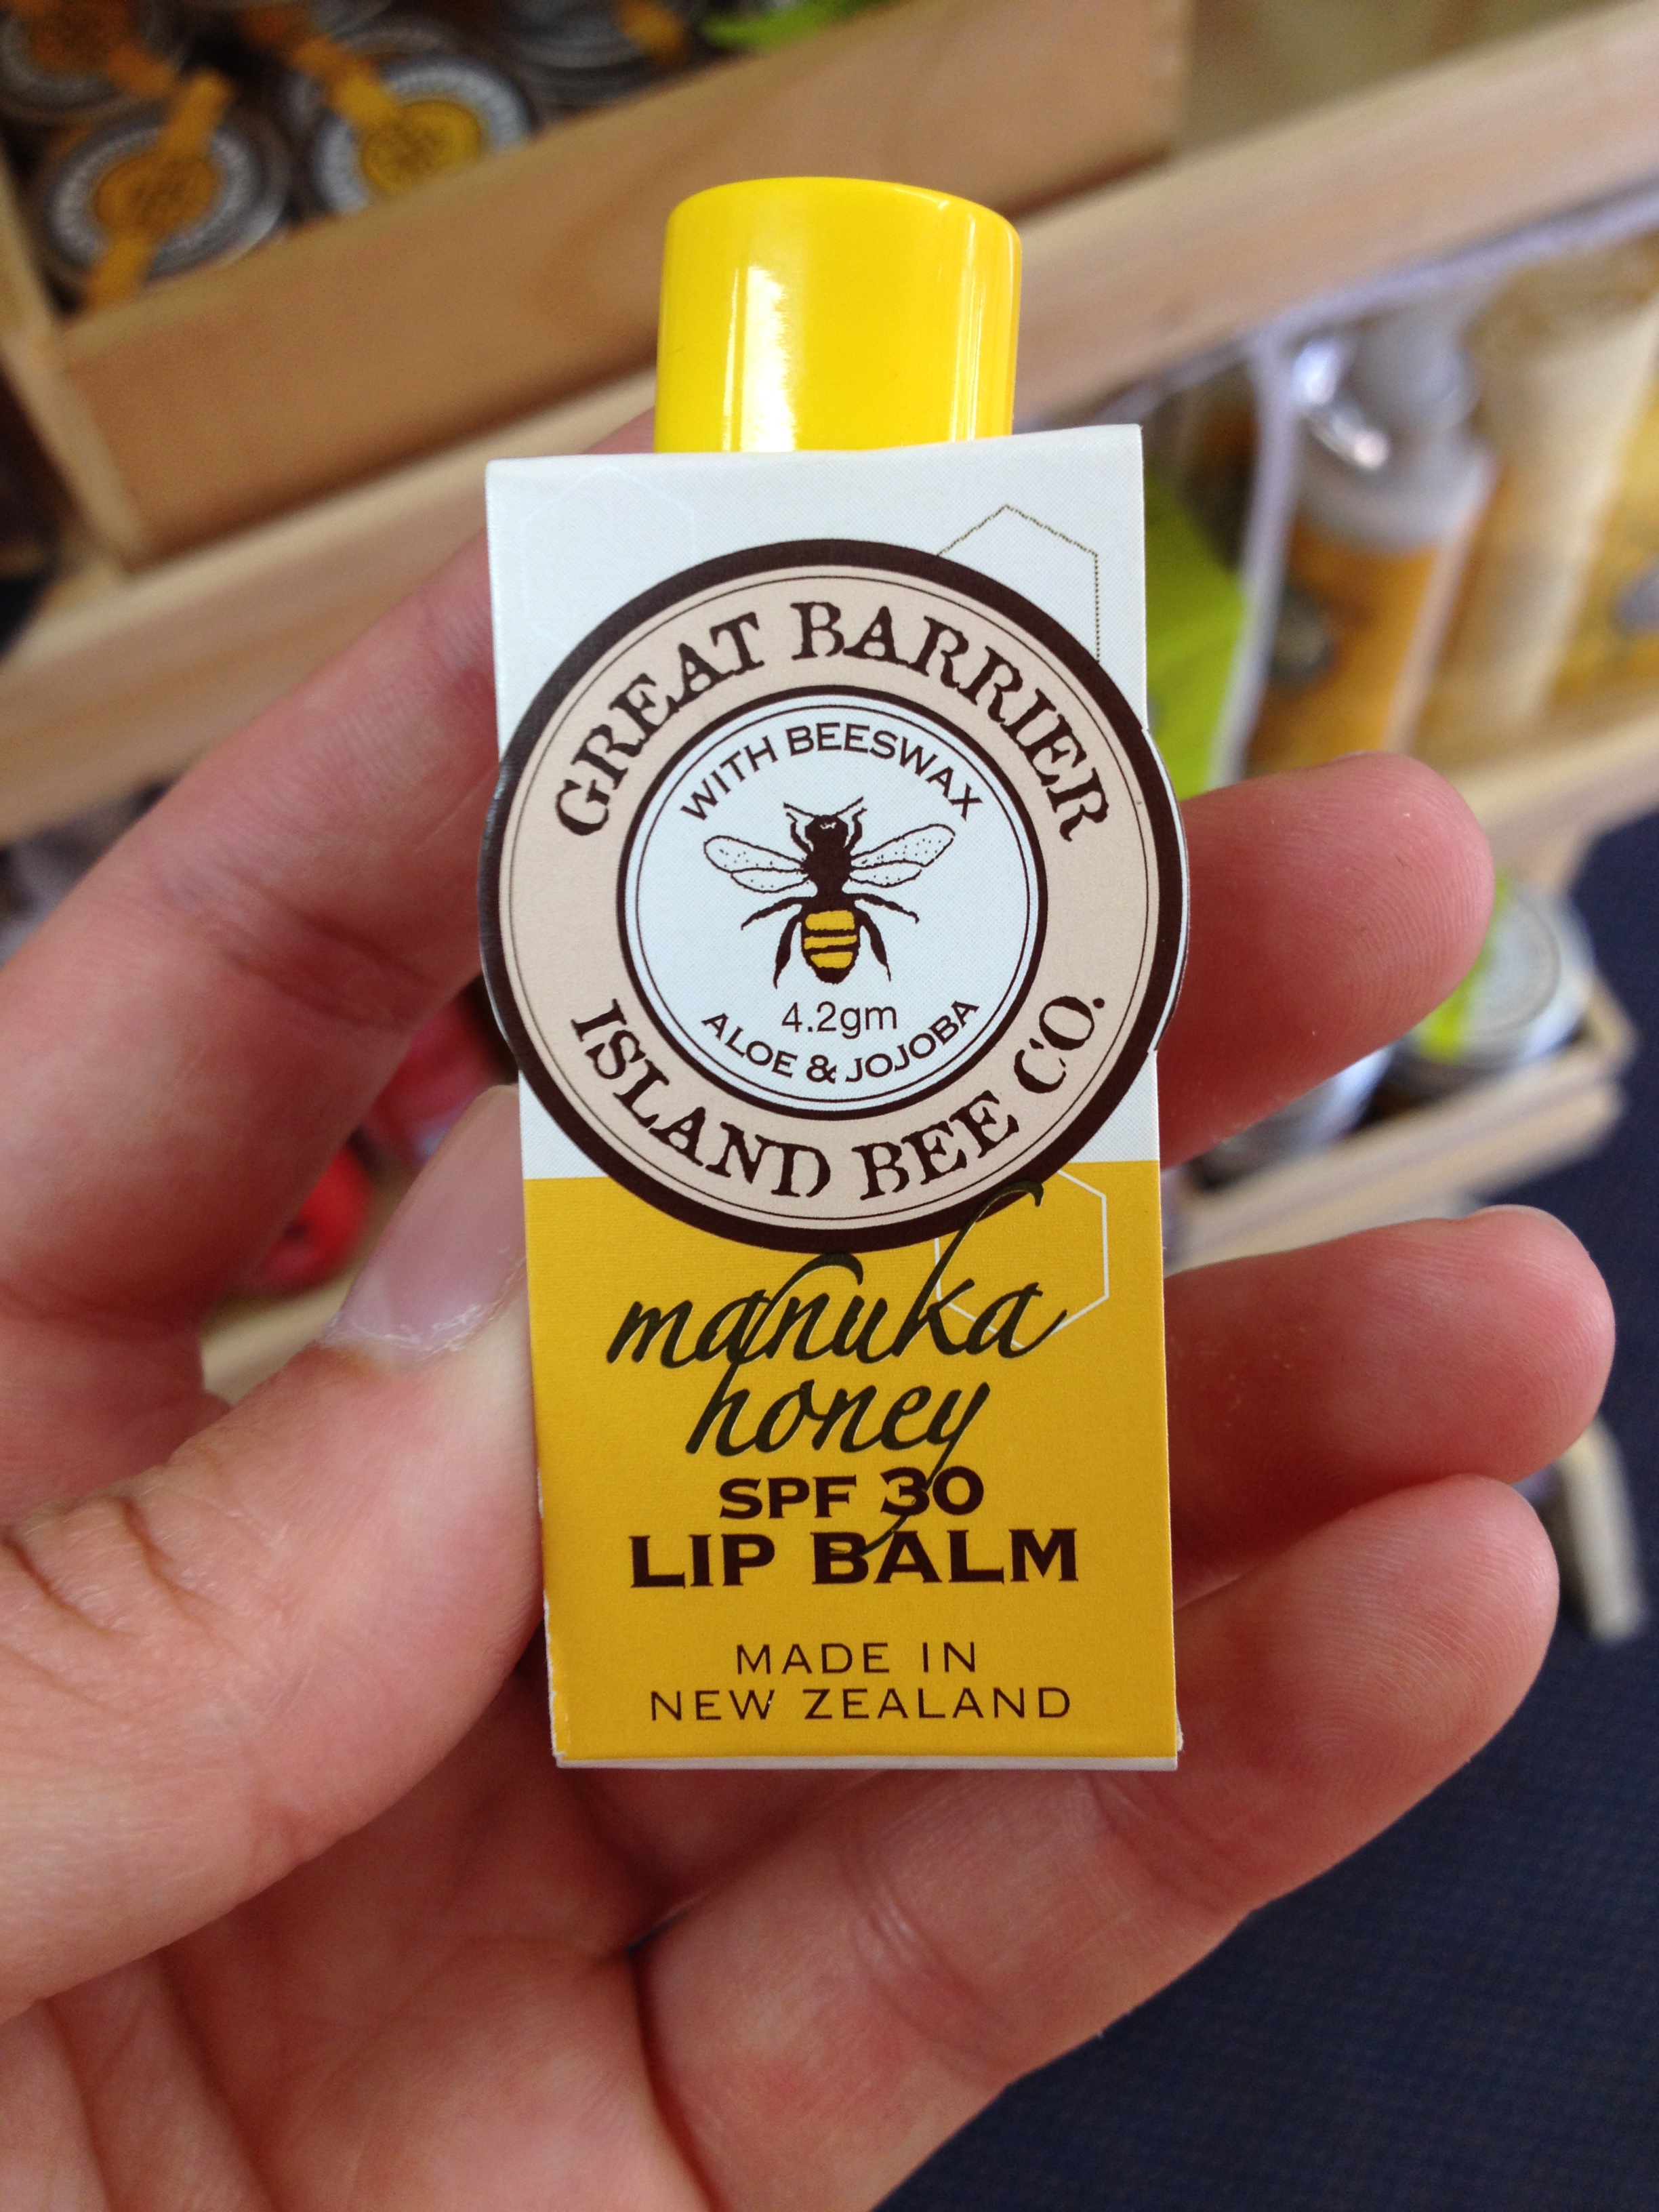 GREAT BARRIER
WITH BEESWAX
4.2gm
ALOE & JOJOBA
ISLAND BEE CO.
manuka
honey
SPF 30
LIP BALM
MADE IN
NEW ZEALAND